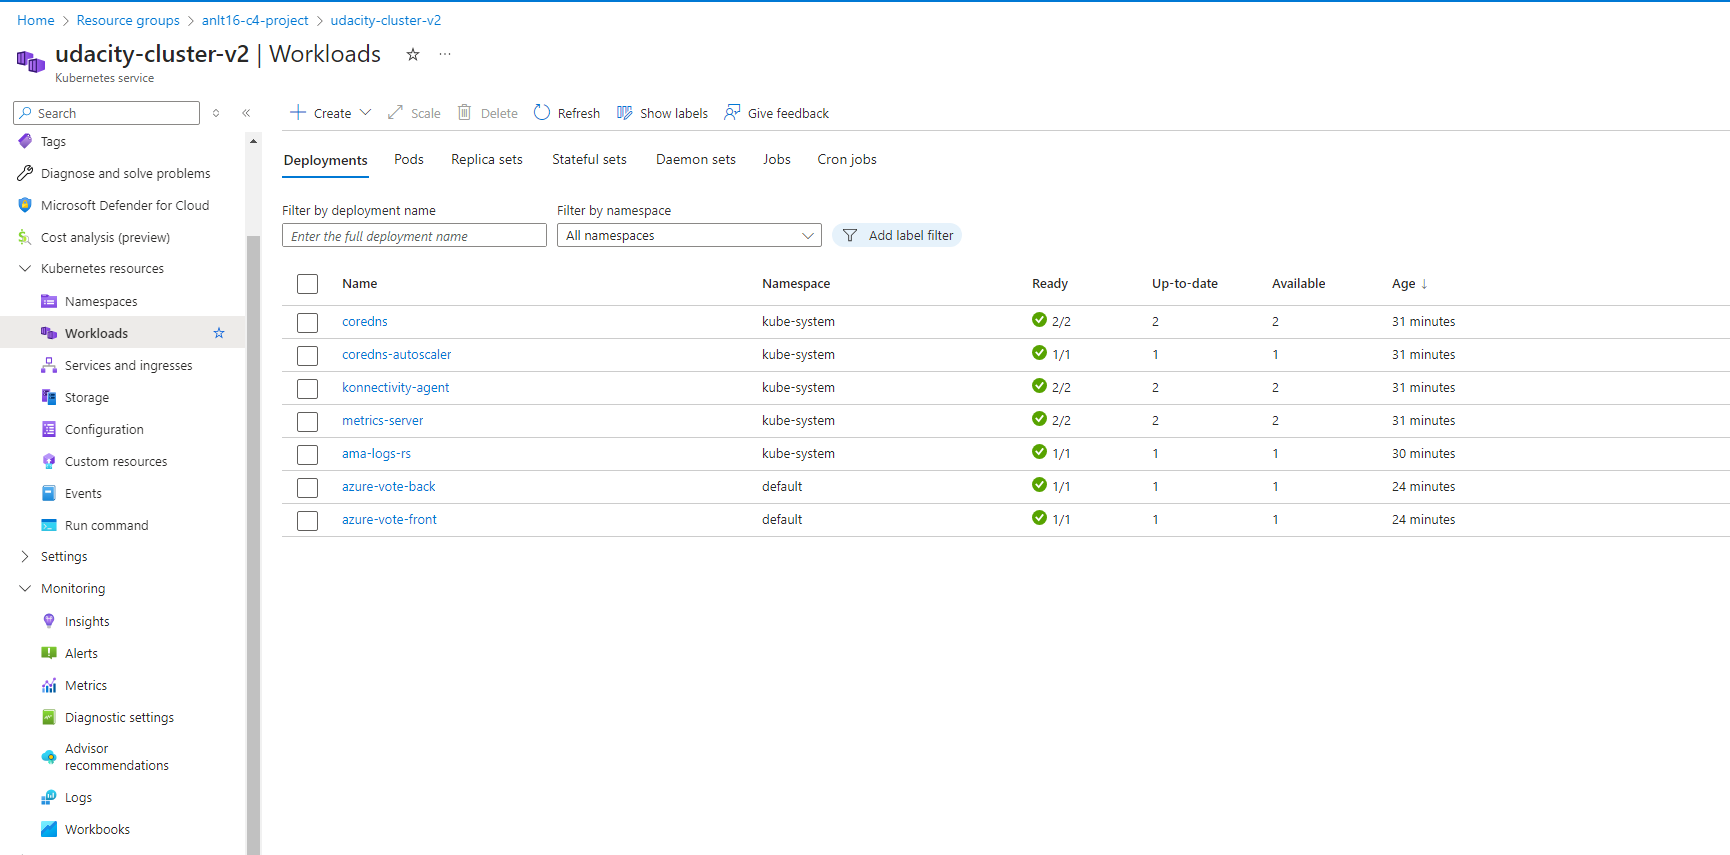 Home > Resource groups > anlt16-c4-project > udacity-cluster-v2
udacity-cluster-v2 | Workloads
Kubernetes service
Search
Create
Scale
Delete
Refresh
Show labels
Give feedback
Tags
Diagnose and solve problems
Microsoft Defender for Cloud
Cost analysis (preview)
Kubernetes resources
Namespaces
Workloads
Services and ingresses
Storage
Configuration
Custom resources
Events
Run command
Settings
Monitoring
Insights
Alerts
Metrics
Diagnostic settings
Advisor
recommendations
Logs
Workbooks
Deployments Pods Replica sets Stateful sets Daemon sets Jobs Cron jobs
Filter by deployment name Filter by namespace
Enter the full deployment name All namespaces Add label filter
Name Namespace Ready Up-to-date Available Age ↓
coredns kube-system 2/2 2 2 31 minutes
coredns-autoscaler kube-system 1/1 1 1 31 minutes
konnectivity-agent kube-system 2/2 2 2 31 minutes
metrics-server kube-system 2/2 2 2 31 minutes
ama-logs-rs kube-system 1/1 1 1 30 minutes
azure-vote-back default 1/1 1 1 24 minutes
azure-vote-front default 1/1 1 1 24 minutes